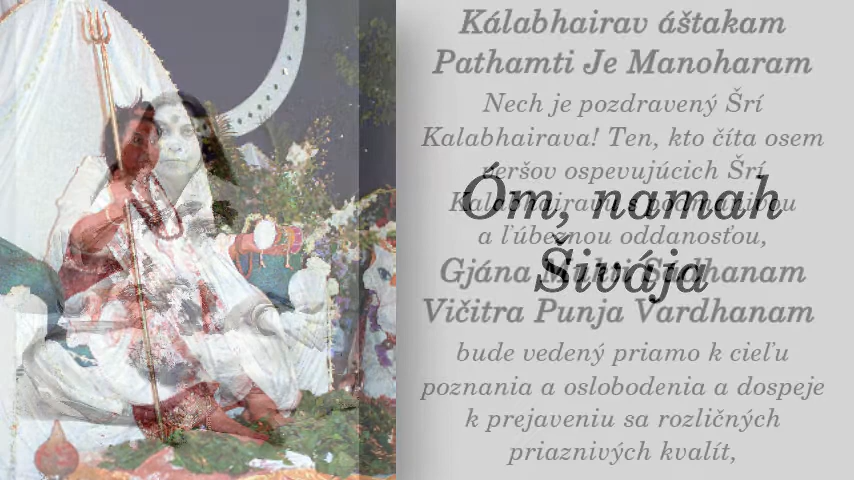 Kálabhairav áštakam
Pathamti Je Manoharam
Nech je pozdravený Šrí
Kalabhairava! Ten, kto číta osem
veršov ospevujúcich Šrí
Óm, namah
a ľúbeznou oddanosťou,
Šivája
Gjána
Vičitra Punja Vardhanam
bude vedený priamo k cieľu
poznania a oslobodenia a dospeje
k prejaveniu sa rozličných
priaznivých kvalít,